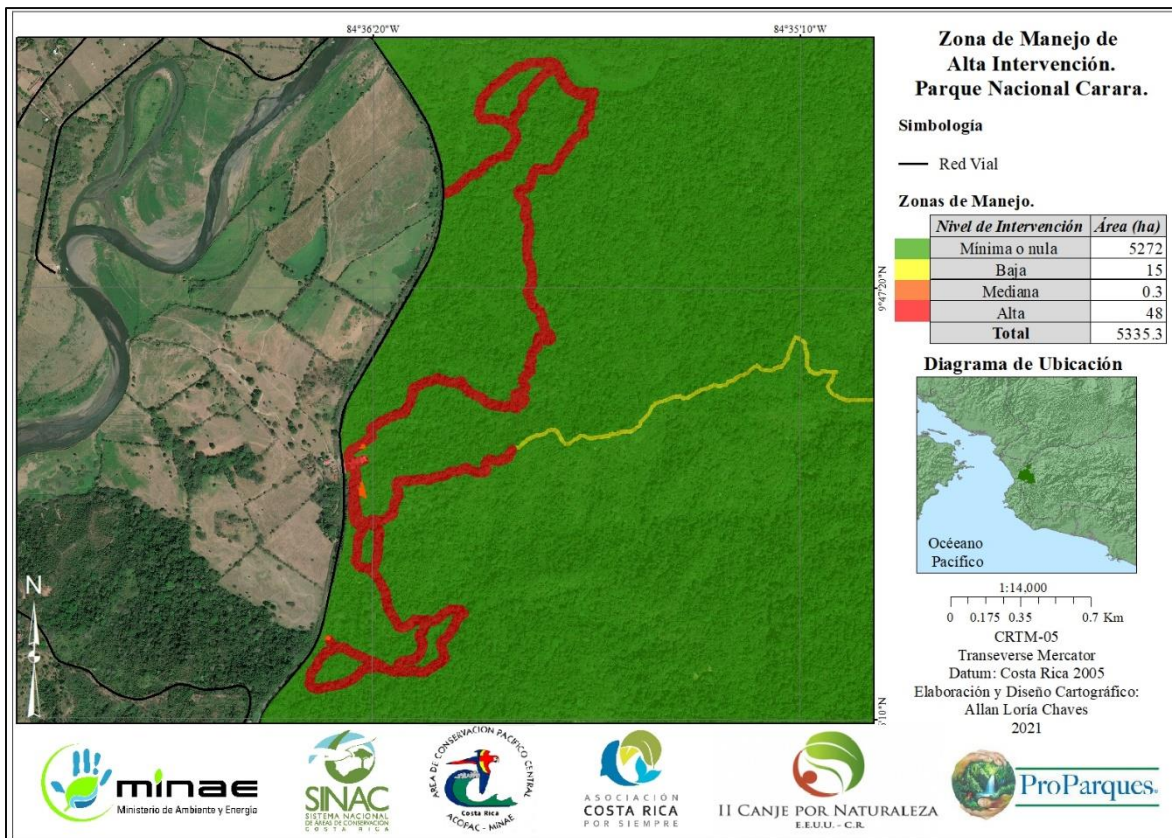 84°36'20"W
84°35'10"W
9°47'20"N
Zona de Manejo de
Alta Intervención.
Parque Nacional Carara.
Simbología
Red Vial
Zonas de Manejo.
Nivel de Intervención Área (ha)
Mínima o nula 5272
Baja 15
Mediana 0.3
Alta 48
Total 5335.3
Diagrama de Ubicación
Océano
Pacífico
1:14,000
0 0.175 0.35 0.7 Km
CRTM-05
Transeverse Mercator
Datum: Costa Rica 2005
Elaboración y Diseño Cartográfico:
Allan Loría Chaves
2021
N
minae
Ministerio de Ambiente y Energía
SINAC
SISTEMA NACIONAL
DE ÁREAS DE CONSERVACIÓN
COSTA RICA
ÁREA DE CONSERVACIÓN PACÍFICO CENTRAL
Costa Rica
ACOPAC - MINAE
ASOCIACIÓN
COSTA RICA
POR SIEMPRE
II CANJE POR NATURALEZA
E.E.U.U. - C.R.
ProParques